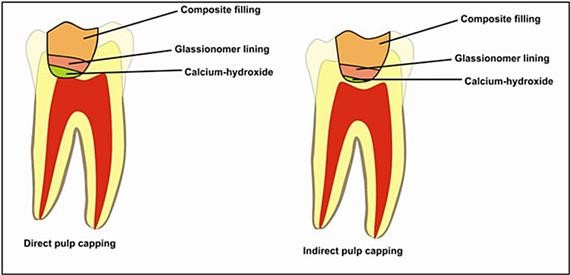 Composite filling
Glassionomer lining
Calcium-hydroxide
Direct pulp capping
Composite filling
Glassionomer lining
Calcium-hydroxide
Indirect pulp capping